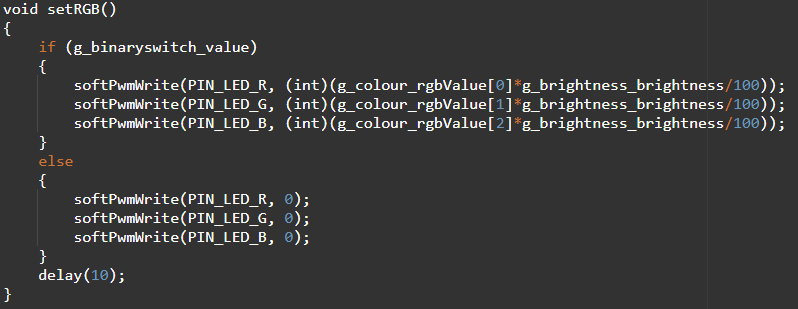 void setRGB()
{
    if (g_binaryswitch_value)
    {
        softPwmWrite(PIN_LED_R, (int)(g_colour_rgbValue[0]*g_brightness_brightness/100));
        softPwmWrite(PIN_LED_G, (int)(g_colour_rgbValue[1]*g_brightness_brightness/100));
        softPwmWrite(PIN_LED_B, (int)(g_colour_rgbValue[2]*g_brightness_brightness/100));
    }
    else
    {
        softPwmWrite(PIN_LED_R, 0);
        softPwmWrite(PIN_LED_G, 0);
        softPwmWrite(PIN_LED_B, 0);
    }
    delay(10);
}